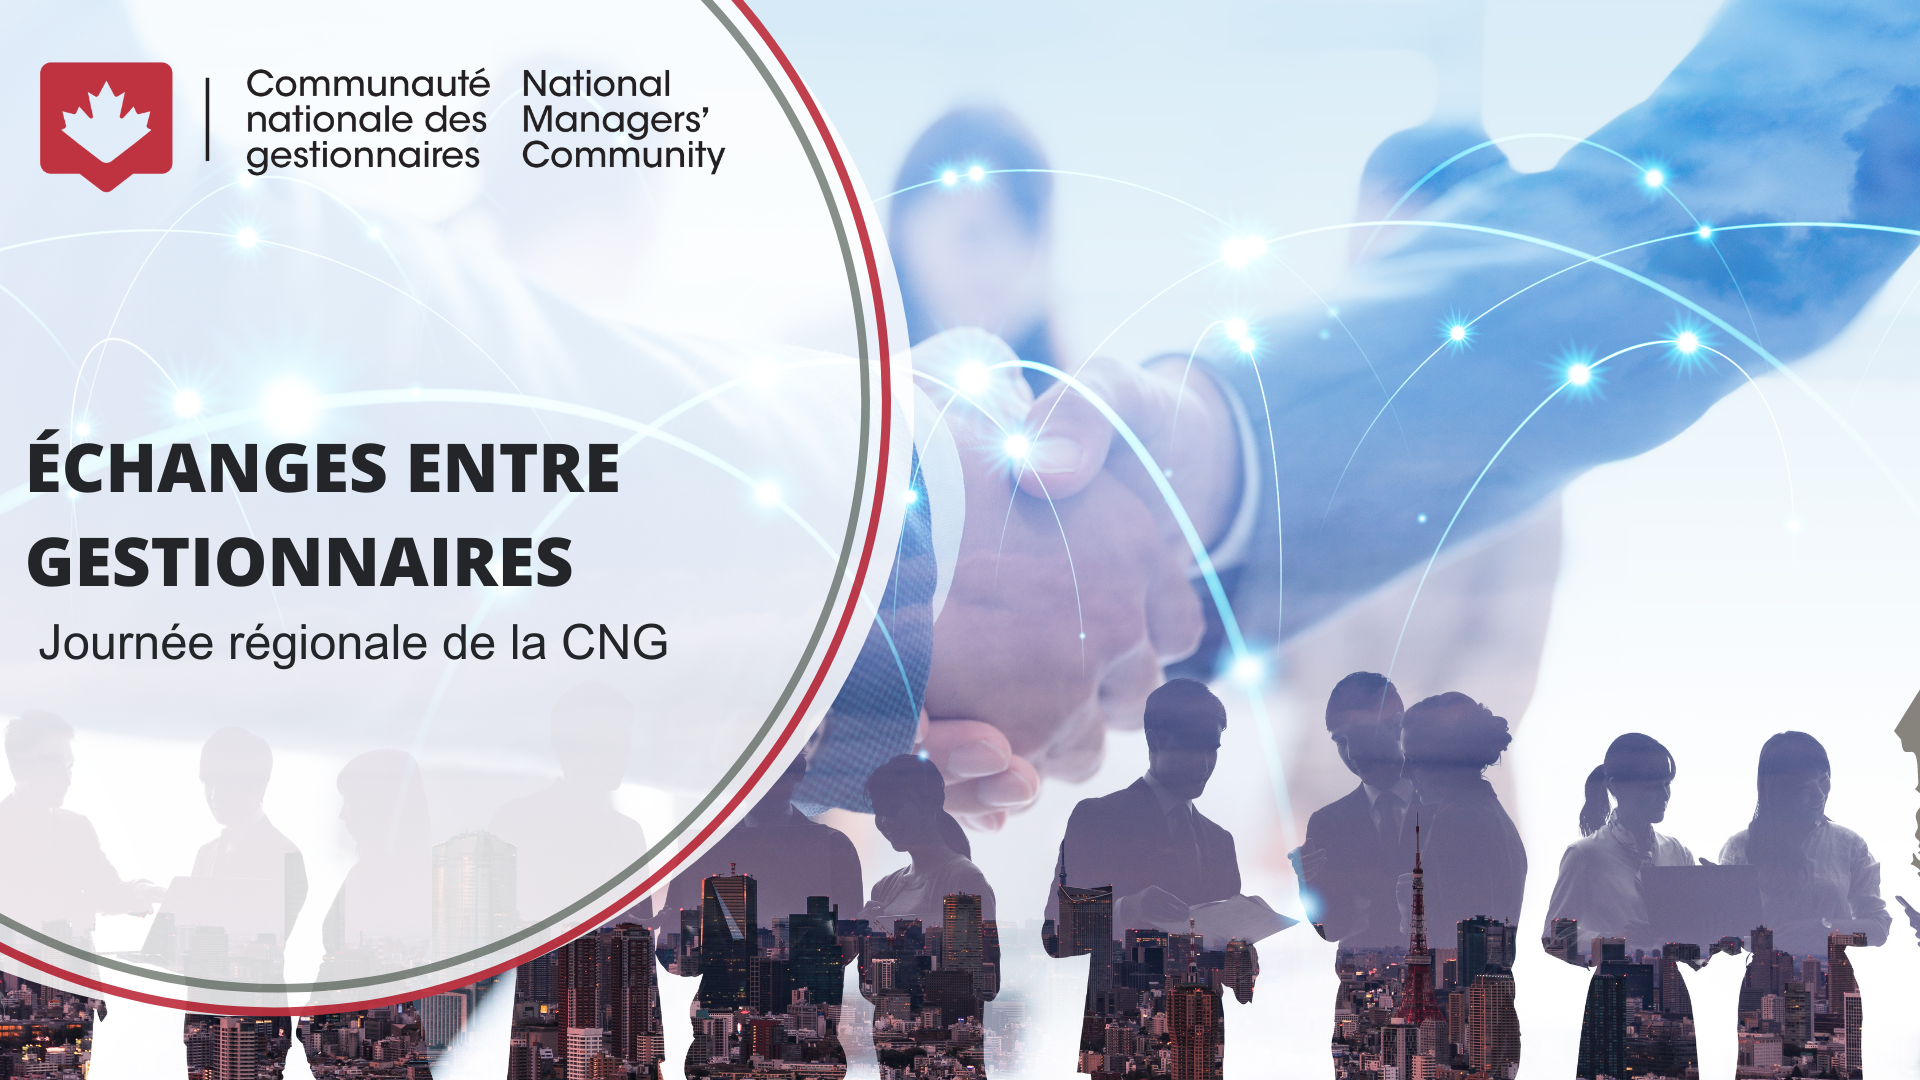 Communauté
nationale des
gestionnaires
National
Managers’
Community
ÉCHANGES ENTRE
GESTIONNAIRES
Journée régionale de la CNG